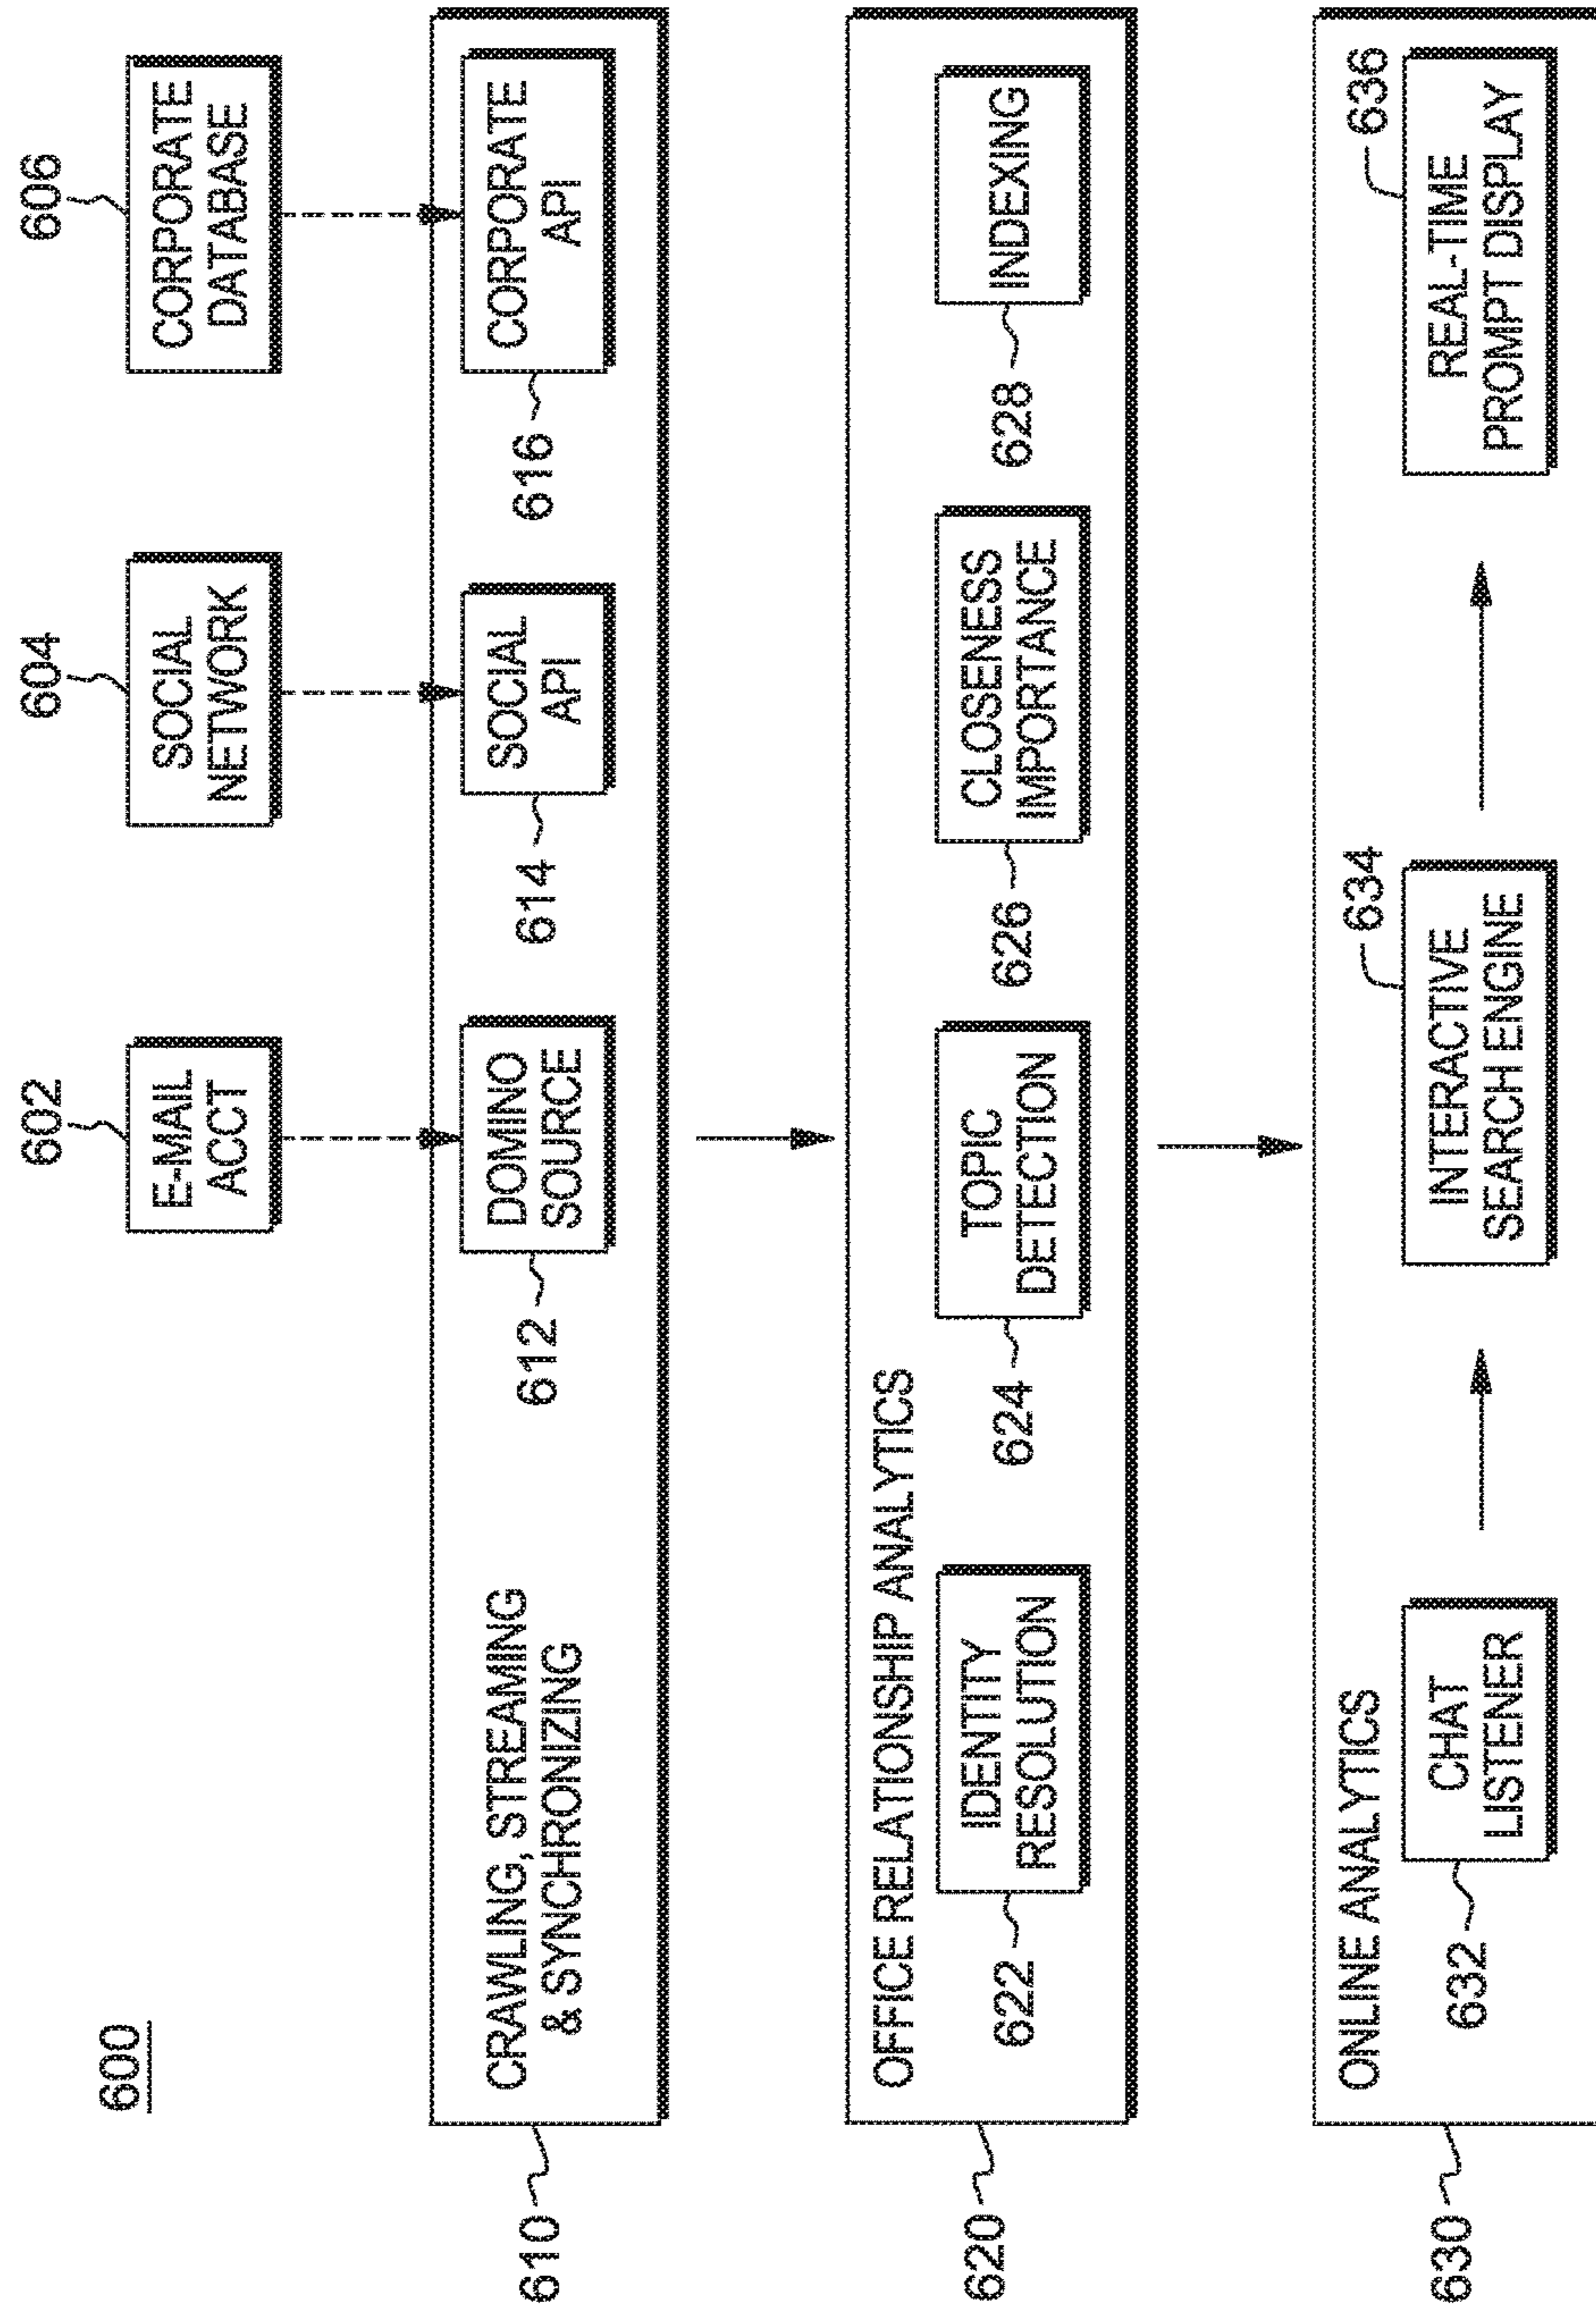 600
602
604
606
E-MAIL
ACCT
SOCIAL
NETWORK
CORPORATE
DATABASE
610
CRAWLING, STREAMING
& SYNCHRONIZING
612
DOMINO
SOURCE
614
SOCIAL
API
616
CORPORATE
API
620
OFFICE RELATIONSHIP ANALYTICS
622
IDENTITY
RESOLUTION
624
TOPIC
DETECTION
626
CLOSENESS
IMPORTANCE
628
INDEXING
630
ONLINE ANALYTICS
632
CHAT
LISTENER
634
INTERACTIVE
SEARCH ENGINE
636
REAL-TIME
PROMPT DISPLAY